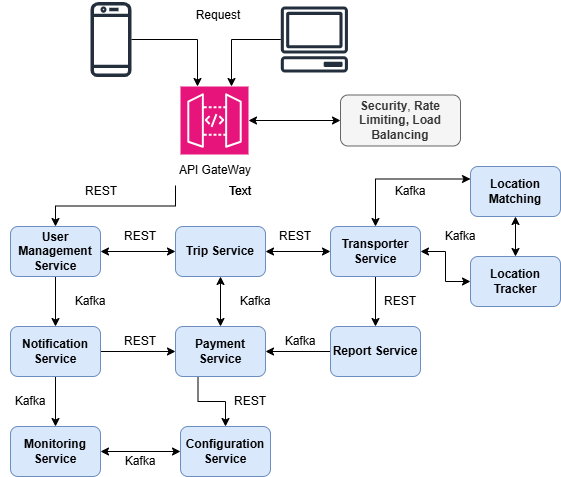 Request
Security, Rate
Limiting, Load
Balancing
API GateWay
REST
Text
Kafka
Location
Matching
User
Management
Service
REST
Trip Service
REST
Transporter
Service
Kafka
Location
Tracker
Kafka
Kafka
REST
Notification
Service
REST
Payment
Service
Kafka
Report Service
Kafka
REST
Monitoring
Service
Kafka
Configuration
Service